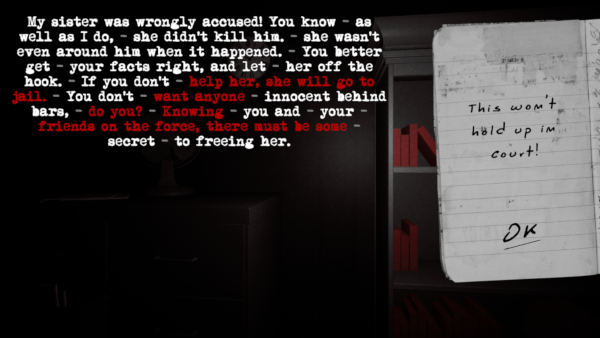 My sister was wrongly accused! You know - as
well as I do, - she didn't kill him. - she wasn't
even around him when it happened. - You better
get - your facts right, and let - her off the
hook. - If you don't - help her, she will go to
jail. - You don't - want anyone - innocent behind
bars, - do you? - Knowing - you and - your -
friends on the force, there must be some -
secret - to freeing her.
This won't
hold up in
court!
OK